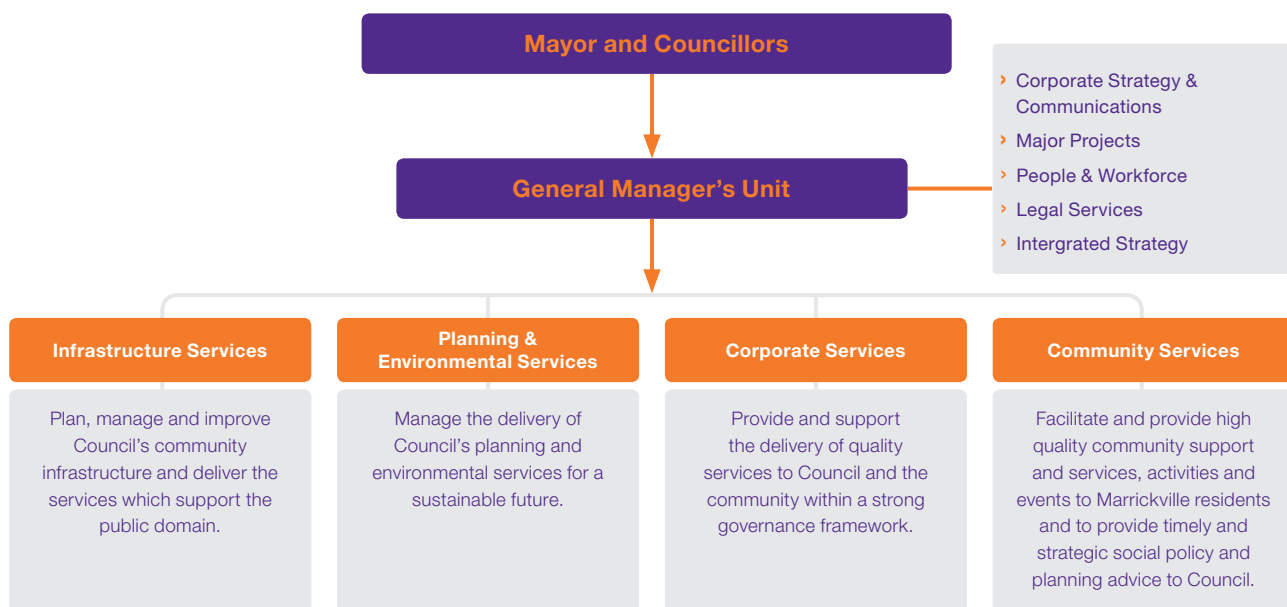 Mayor and Councillors
› Corporate Strategy &
Communications
› Major Projects
› People & Workforce
› Legal Services
› Intergrated Strategy
General Manager’s Unit
Infrastructure Services
Plan, manage and improve
Council’s community
infrastructure and deliver the
services which support the
public domain.
Planning &
Environmental Services
Manage the delivery of
Council’s planning and
environmental services for a
sustainable future.
Corporate Services
Provide and support
the delivery of quality
services to Council and the
community within a strong
governance framework.
Community Services
Facilitate and provide high
quality community support
and services, activities and
events to Marrickville residents
and to provide timely and
strategic social policy and
planning advice to Council.